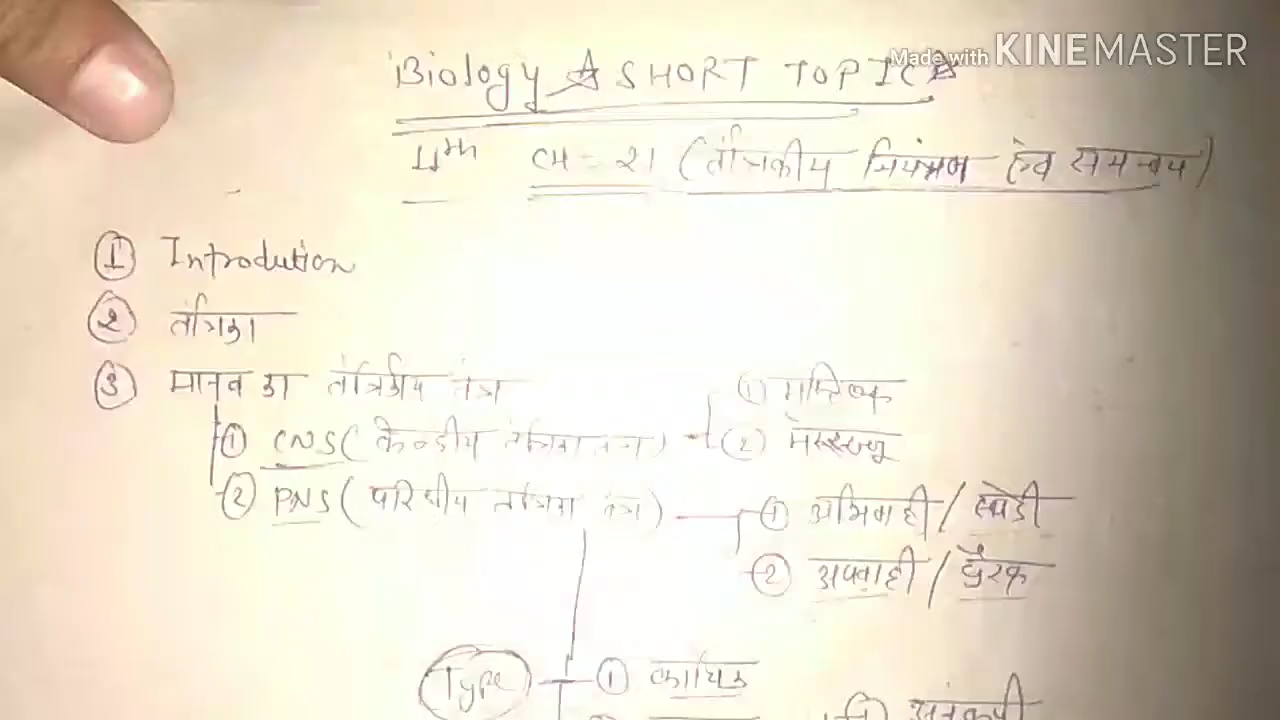 Made with KINEMASTER
Biology ☆ SHORT TOPIC ☆
11th CH - 21 (तंत्रिकीय नियंत्रण एवं समन्वय)
① Introdution
② तंत्रिका
③ मानव का तंत्रिकीय तंत्र
① मस्तिष्क
① CNS (केन्द्रीय तंत्रिका तंत्र)
(2) मेरुरज्जू
② PNS (परिधीय तंत्रिका तंत्र)
① अभिवाही /
② अपवाही / प्रेरक
Type ① कायिक